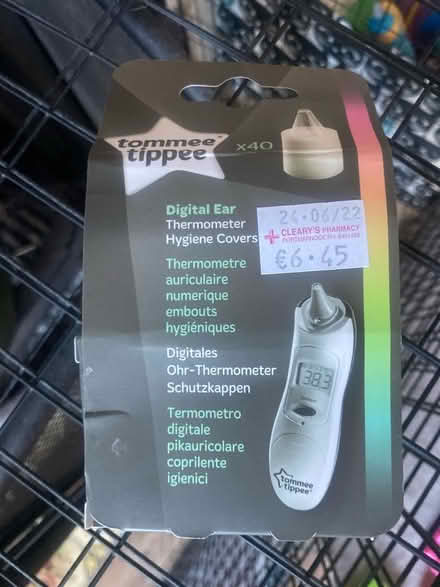 tommee
tippee
x40
Digital Ear
Thermometer
Hygiene Covers
24·06/22
CLEARY'S PHARMACY
€6·45
Thermometre
auriculaire
numerique
embouts
hygiéniques
Digitales
Ohr-Thermometer
Schutzkappen
Termometro
digitale
pikauricolare
coprilente
igienici
38.3
tommee
tippee